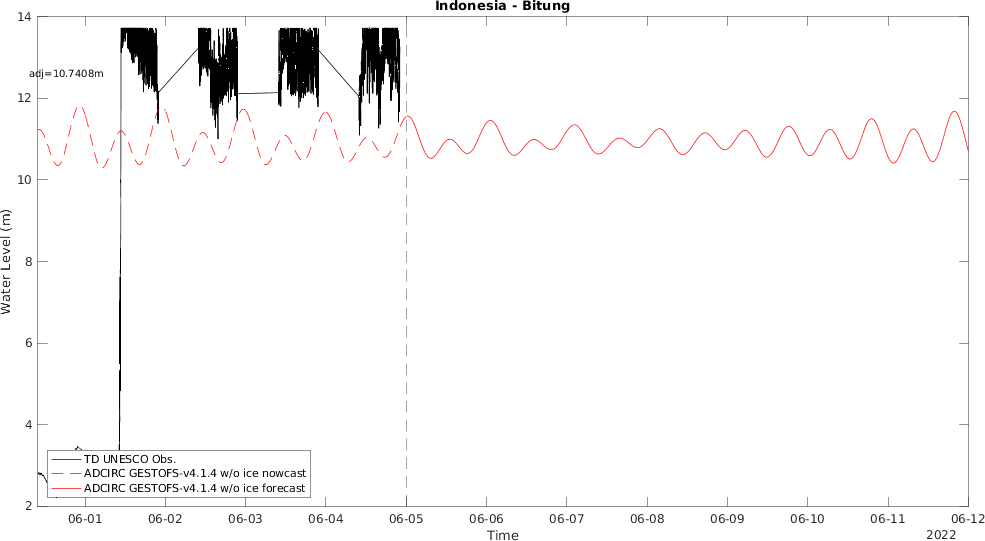 Indonesia - Bitung
14
12
10
8
6
4
2
Water Level (m)
adj=10.7408m
TD UNESCO Obs.
ADCIRC GESTOFS-v4.1.4 w/o ice nowcast
ADCIRC GESTOFS-v4.1.4 w/o ice forecast
06-01 06-02 06-03 06-04 06-05 06-06 06-07 06-08 06-09 06-10 06-11 06-12
Time
2022